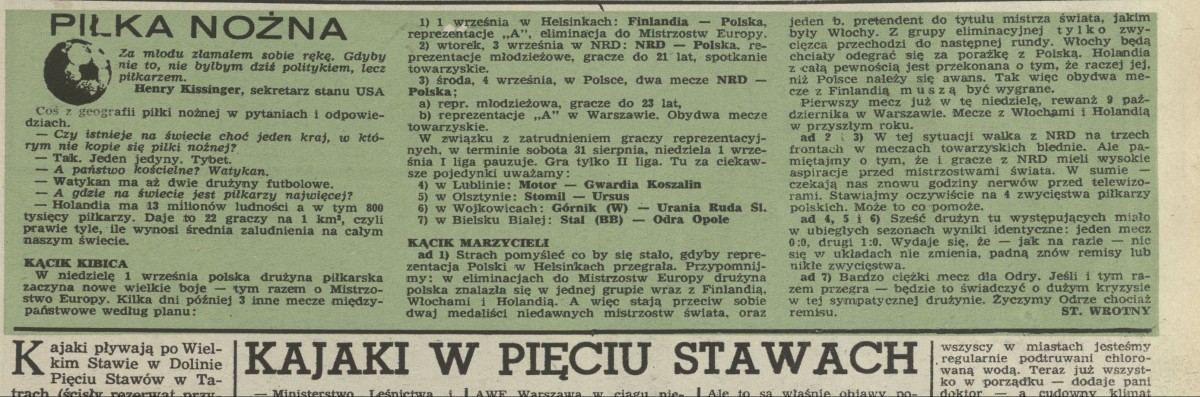 PIŁKA NOŻNA
Za młodu złamałem sobie rękę. Gdyby
nie to, nie byłbym dziś politykiem, lecz
piłkarzem.
Henry Kissinger, sekretarz stanu USA
Coś z geografii piłki nożnej w pytaniach i odpowie-
dziach.
— Czy istnieje na świecie choć jeden kraj, w któ-
rym nie kopie się piłki nożnej?
— Tak. Jeden jedyny. Tybet.
— A państwo kościelne? Watykan.
— Watykan ma aż dwie drużyny futbolowe.
— A gdzie na świecie jest piłkarzy najwięcej?
— Holandia ma 13 milionów ludności a w tym 800
tysięcy piłkarzy. Daje to 22 graczy na 1 km², czyli
prawie tyle, ile wynosi średnia zaludnienia na całym
naszym świecie.
KĄCIK KIBICA
W niedzielę 1 września polska drużyna piłkarska
zaczyna nowe wielkie boje — tym razem o Mistrzo-
stwo Europy. Kilka dni później 3 inne mecze między-
państwowe według planu:
1) 1 września w Helsinkach: Finlandia — Polska,
reprezentacje „A”, eliminacja do Mistrzostw Europy.
2) wtorek, 3 września w NRD: NRD — Polska, re-
prezentacje młodzieżowe, gracze do 21 lat, spotkanie
towarzyskie.
3) środa, 4 września, w Polsce, dwa mecze NRD —
Polska;
a) repr. młodzieżowa, gracze do 23 lat,
b) reprezentacje „A” w Warszawie. Obydwa mecze
towarzyskie.
W związku z zatrudnieniem graczy reprezentacyj-
nych, w terminie sobota 31 sierpnia, niedziela 1 wrze-
śnia I liga pauzuje. Gra tylko II liga. Tu za ciekaw-
sze pojedynki uważamy:
4) w Lublinie: Motor — Gwardia Koszalin
5) w Olsztynie: Stomil — Ursus
6) w Wojkowicach: Górnik (W) — Urania Ruda Śl.
7) w Bielsku Białej: Stal (BB) — Odra Opole
KĄCIK MARZYCIELI
ad 1) Strach pomyśleć co by się stało, gdyby repre-
zentacja Polski w Helsinkach przegrała. Przypomnij-
my: w eliminacjach do Mistrzostw Europy drużyna
polska znalazła się w jednej grupie wraz z Finlandią,
Włochami i Holandią. A więc stają przeciw sobie
dwaj medaliści niedawnych mistrzostw świata, oraz
jeden b. pretendent do tytułu mistrza świata, jakim
były Włochy. Z grupy eliminacyjnej tylko zwy-
cięzca przechodzi do następnej rundy. Włochy będą
chciały odegrać się za porażkę z Polską. Holandia
z całą pewnością jest przekonana o tym, że raczej jej,
niż Polsce należy się awans. Tak więc obydwa me-
cze z Finlandią muszą być wygrane.
Pierwszy mecz już w tę niedzielę, rewanż 9 paź-
dziernika w Warszawie. Mecze z Włochami i Holandią
w przyszłym roku.
ad 2 i 3) W tej sytuacji walka z NRD na trzech
frontach w meczach towarzyskich blednie. Ale pa-
miętajmy o tym, że i gracze z NRD mieli wysokie
aspiracje przed mistrzostwami świata. W sumie —
czekają nas znowu godziny nerwów przed telewizo-
rami. Stawiajmy oczywiście na 4 zwycięstwa piłkarzy
polskich. Może to co pomoże.
ad 4, 5 i 6) Sześć drużyn tu występujących miało
w ubiegłych sezonach wyniki identyczne: jeden mecz
0:0, drugi 1:0. Wydaje się, że — jak na razie — nic
się w układach nie zmienia, padną znów remisy lub
nikłe zwycięstwa.
ad 7) Bardzo ciężki mecz dla Odry. Jeśli i tym ra-
zem przegra — będzie to świadczyć o dużym kryzysie
w tej sympatycznej drużynie. Życzymy Odrze chociaż
remisu.
ST. WROTNY
Kajaki pływają po Wiel-
kim Stawie w Dolinie
Pięciu Stawów w Ta-
trach (ścisły rezerwat przy-
KAJAKI W PIĘCIU STAWACH
— Ministerstwo Leśnictwa i
AWF Warszawa w ciągu nie-
Ale to są właśnie objawy po-
wszyscy w miastach jesteśmy
regularnie podtruwani chloro-
waną wodą. Teraz już wszyst-
ko w porządku — dodaje pani
doktor — a cudowny klimat